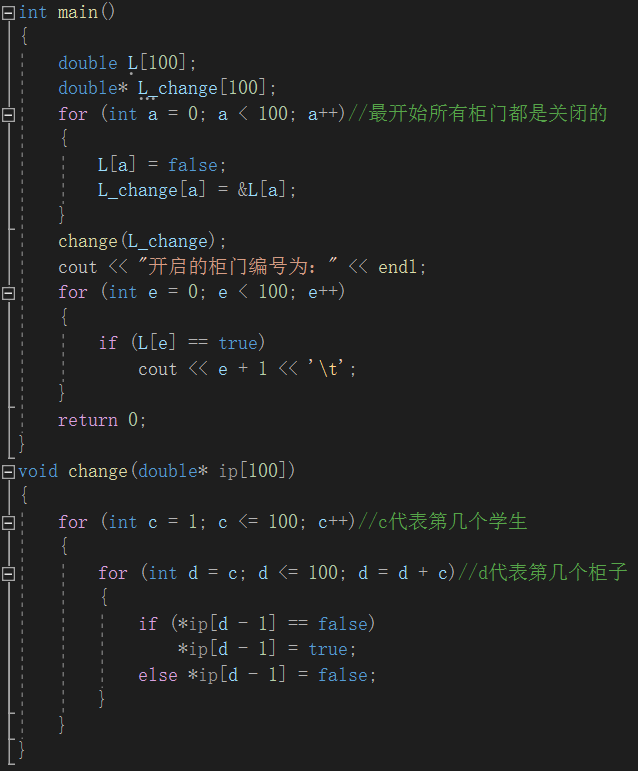 int main()
{
    double L[100];
    double* L_change[100];
    for (int a = 0; a < 100; a++)//最开始所有柜门都是关闭的
    {
        L[a] = false;
        L_change[a] = &L[a];
    }
    change(L_change);
    cout << "开启的柜门编号为：" << endl;
    for (int e = 0; e < 100; e++)
    {
        if (L[e] == true)
            cout << e + 1 << '\t';
    }
    return 0;
}
void change(double* ip[100])
{
    for (int c = 1; c <= 100; c++)//c代表第几个学生
    {
        for (int d = c; d <= 100; d = d + c)//d代表第几个柜子
        {
            if (*ip[d - 1] == false)
                *ip[d - 1] = true;
            else *ip[d - 1] = false;
        }
    }
}